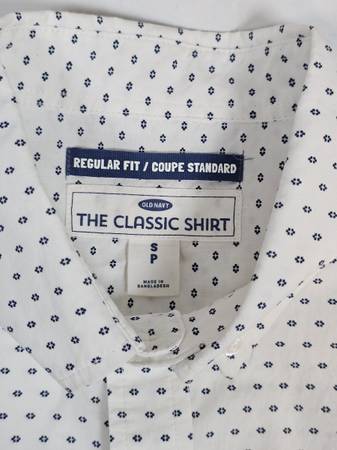 REGULAR FIT / COUPE STANDARD
OLD NAVY
THE CLASSIC SHIRT
S
P
MADE IN
BANGLADESH